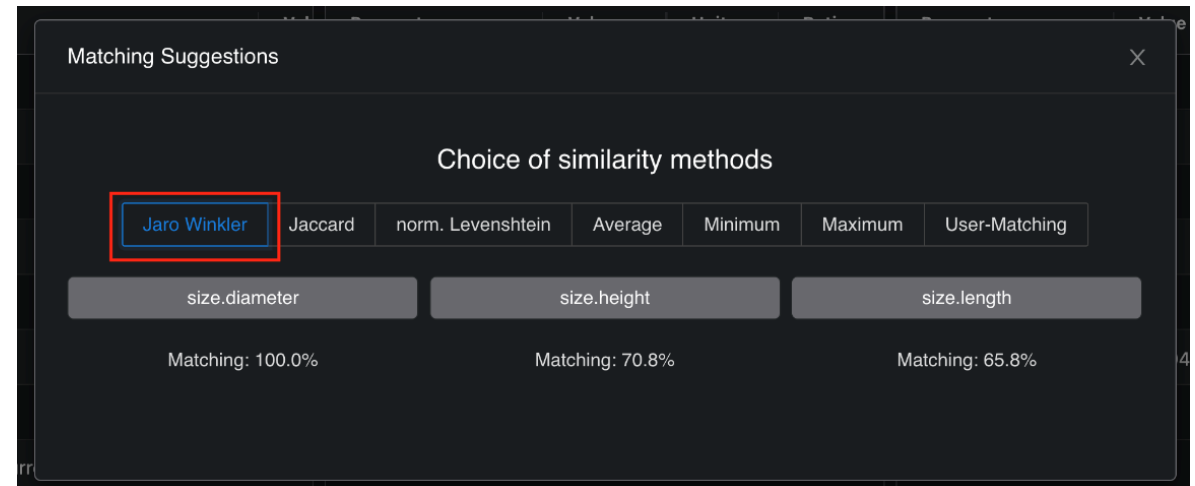 Matching Suggestions
X
Choice of similarity methods
Jaro Winkler Jaccard norm. Levenshtein Average Minimum Maximum User-Matching
size.diameter size.height size.length
Matching: 100.0% Matching: 70.8% Matching: 65.8%